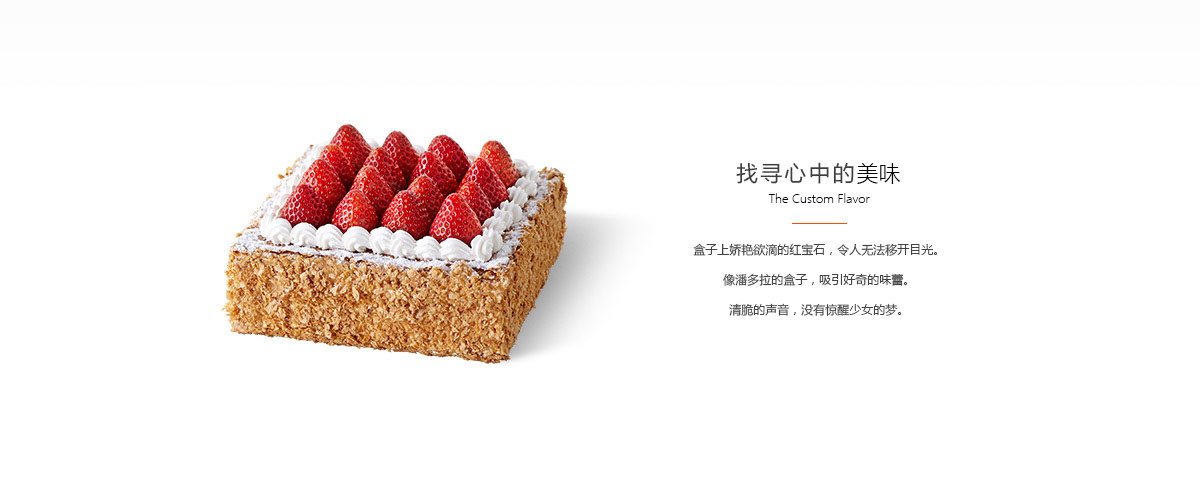 找寻心中的美味
The Custom Flavor
盒子上娇艳欲滴的红宝石，令人无法移开目光。
像潘多拉的盒子，吸引好奇的味蕾。
清脆的声音，没有惊醒少女的梦。